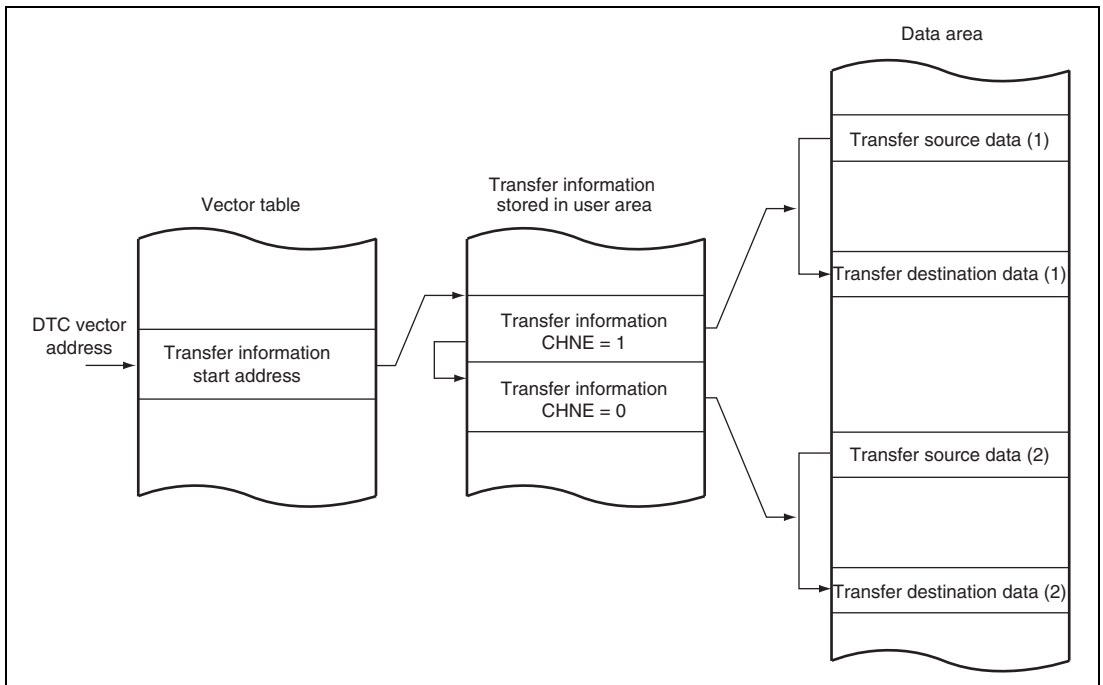 Data area
Transfer source data (1)
Transfer information
stored in user area
Vector table
Transfer destination data (1)
DTC vector
address
Transfer information
start address
Transfer information
CHNE = 1
Transfer information
CHNE = 0
Transfer source data (2)
Transfer destination data (2)